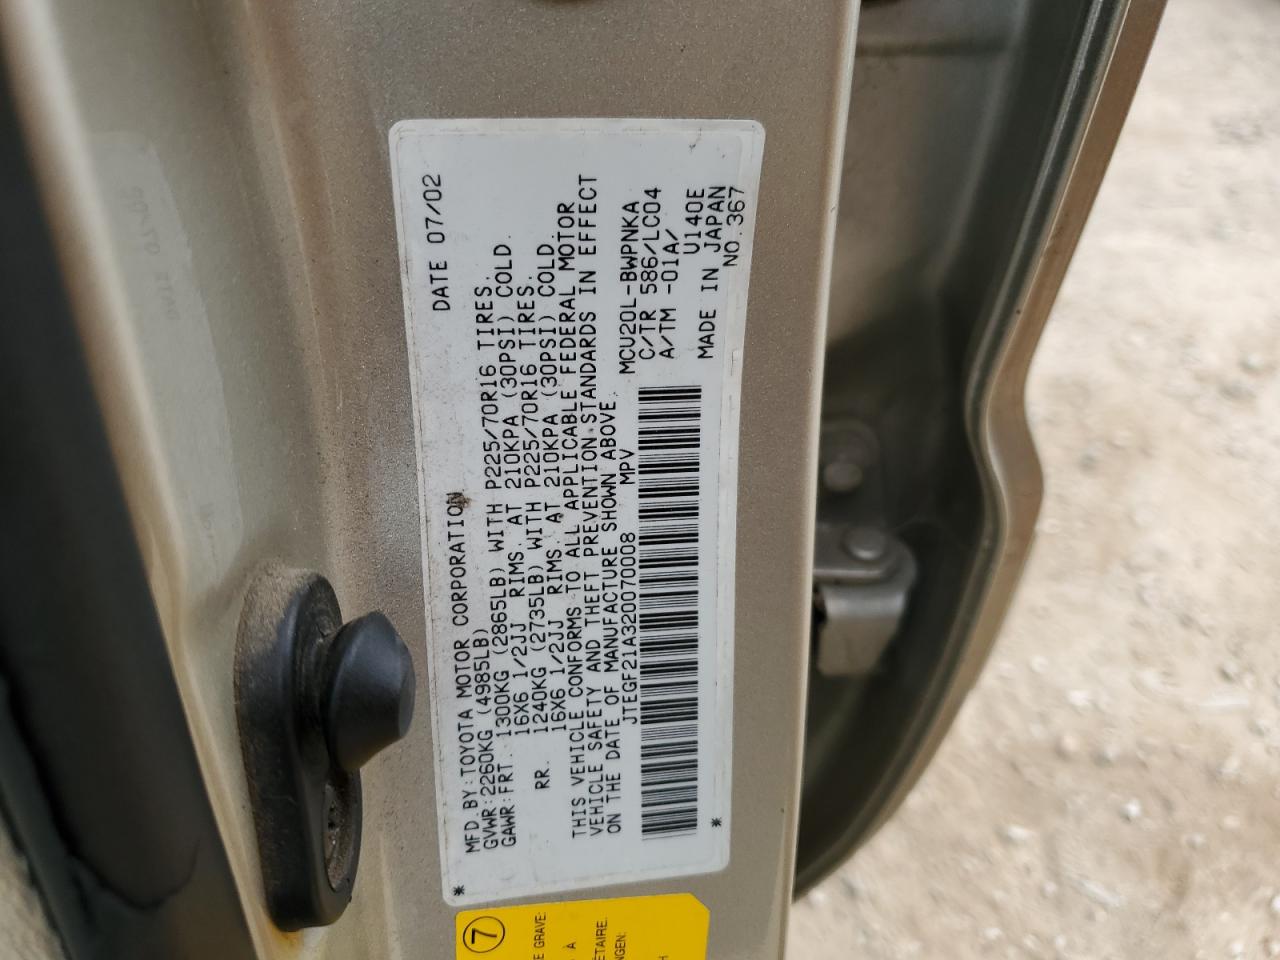 DATE 07/02
MFD.BY:TOYOTA MOTOR CORPORATION
GVWR:2260KG (4985LB)
GAWR:FRT. 1300KG (2865LB) WITH P225/70R16 TIRES.
16X6 1/2JJ RIMS. AT 210KPA (30PSI) COLD.
RR. 1240KG (2735LB) WITH P225/70R16 TIRES.
16X6 1/2JJ RIMS. AT 210KPA (30PSI) COLD.
THIS VEHICLE CONFORMS TO ALL APPLICABLE FEDERAL MOTOR
VEHICLE SAFETY AND THEFT PREVENTION STANDARDS IN EFFECT
ON THE DATE OF MANUFACTURE SHOWN ABOVE.
JTEGF21A320070008 MPV MCU20L-BWPNKA
C/TR 586/LC04
A/TM -01A/
U140E
MADE IN JAPAN
NO.367
* *
7
E GRAVE:
À
ÉTAIRE.
NGEN:
H